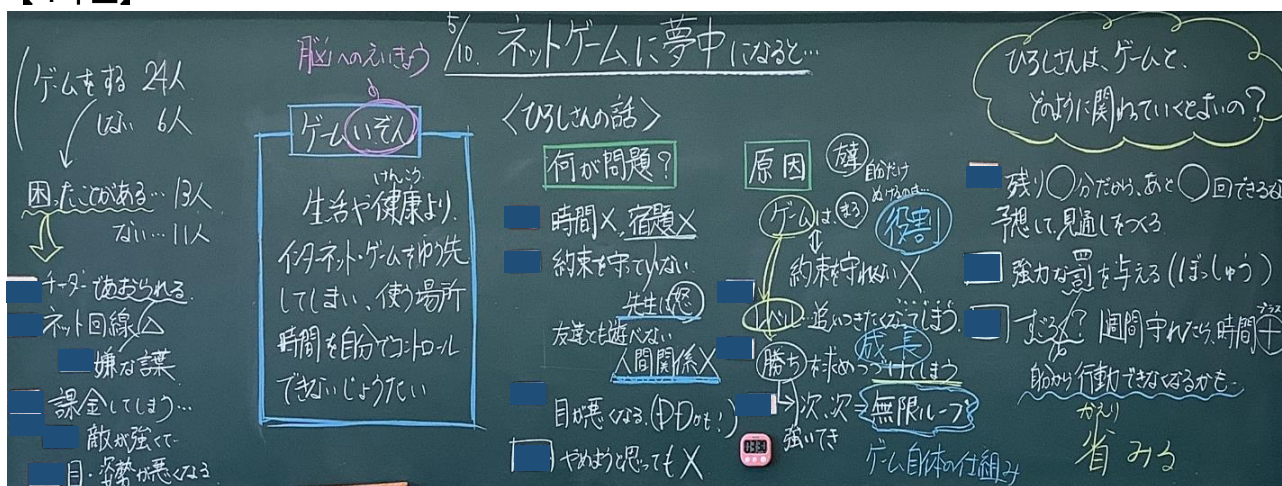 5/10. ネットゲームに夢中になると…
ゲームをする 24人
しない 6人
困ったことがある… 13人
ない… 11人
チーターであおられる
ネット回線△
嫌な言葉
課金してしまう…
敵が強くて
目・姿勢が悪くなる
脳へのえいきょう
ゲームいぞん
けんこう
生活や健康より、
インターネット・ゲームをゆう先
してしまい、使う場所
時間を自分でコントロール
できないじょうたい
〈ひろしさんの話〉
何が問題?
時間×、宿題×
約束を守っていない
先生は怒
友達とも遊べない
人間関係×
目が悪くなる。
やめようと思っても×
原因
自分だけ
ぬけるのは…
ゲームは、
役割
約束を守れない×
レベル…追いつきたくなってしまう。
成長
勝ちを求めつづけてしまう
次、次⇒無限ループ
強いてき
ゲーム自体の仕組み
ひろしさんは、ゲームと、
どのように関わっていくとよいの?
残り○分だから、あと○回できるな
予想して、見通しをつくる
強力な罰を与える(ぼっしゅう)
1週間守れたら、時間
プラス
自分から行動できなくなるかも…
かえり
省みる